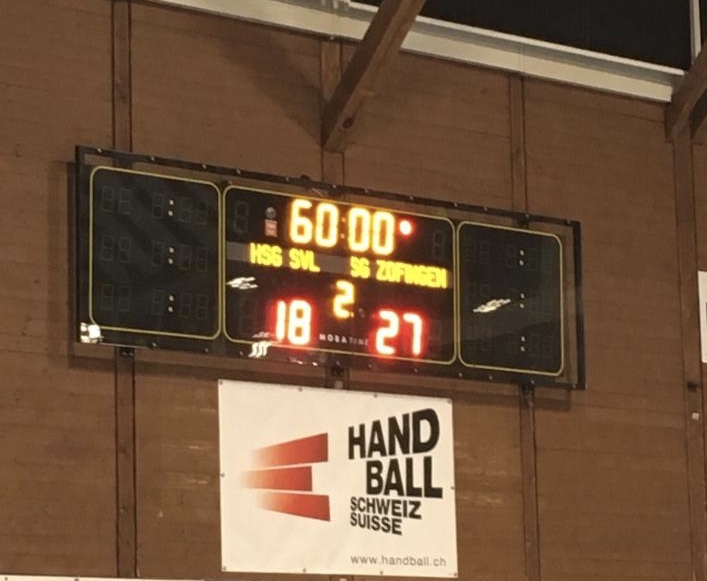 60:00
HSG SVL SG ZOFINGEN
2
18 27
MOBATIME
HAND
BALL
SCHWEIZ
SUISSE
www.handball.ch